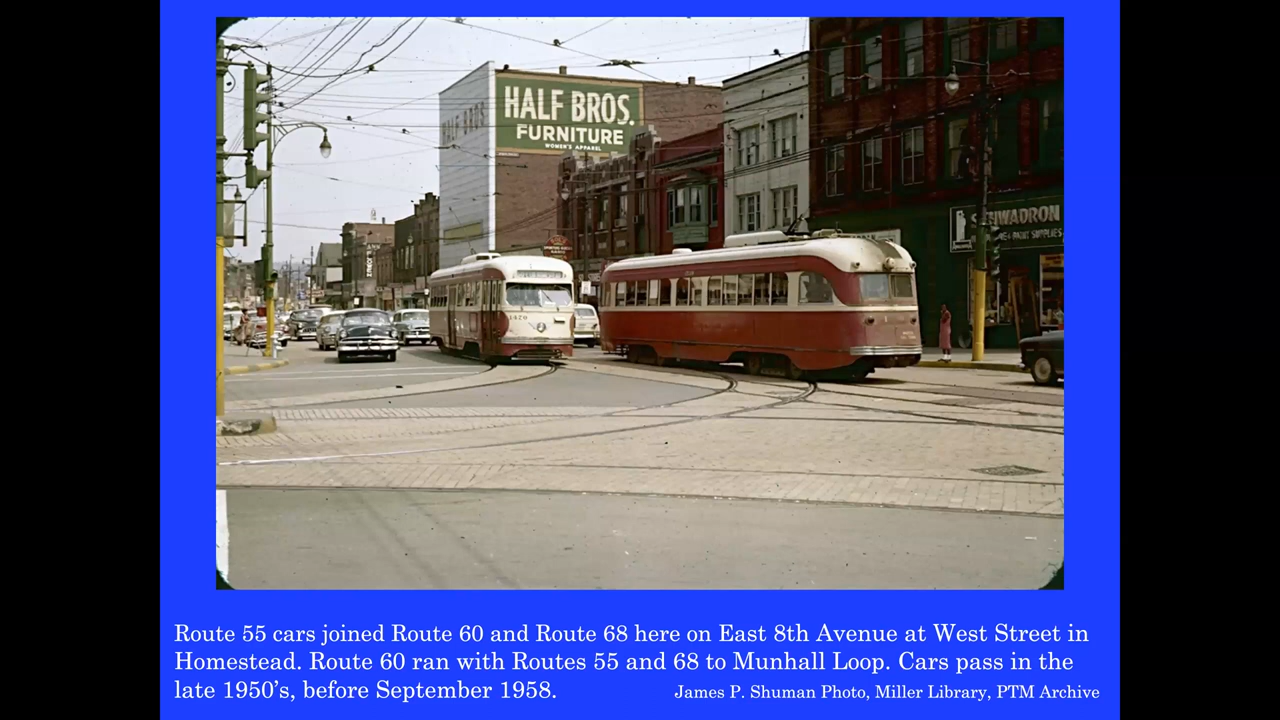 HALF BROS.
FURNITURE
WOMEN'S APPAREL
HALF BROS
1476
Route 55 cars joined Route 60 and Route 68 here on East 8th Avenue at West Street in
Homestead. Route 60 ran with Routes 55 and 68 to Munhall Loop. Cars pass in the
late 1950's, before September 1958.
James P. Shuman Photo, Miller Library, PTM Archive